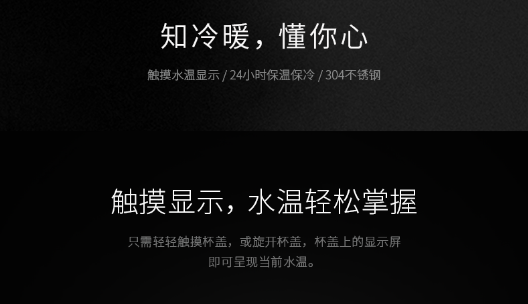 知冷暖，懂你心
触摸水温显示 / 24小时保温保冷 / 304不锈钢
触摸显示，水温轻松掌握
只需轻轻触摸杯盖，或旋开杯盖，杯盖上的显示屏
即可呈现当前水温。